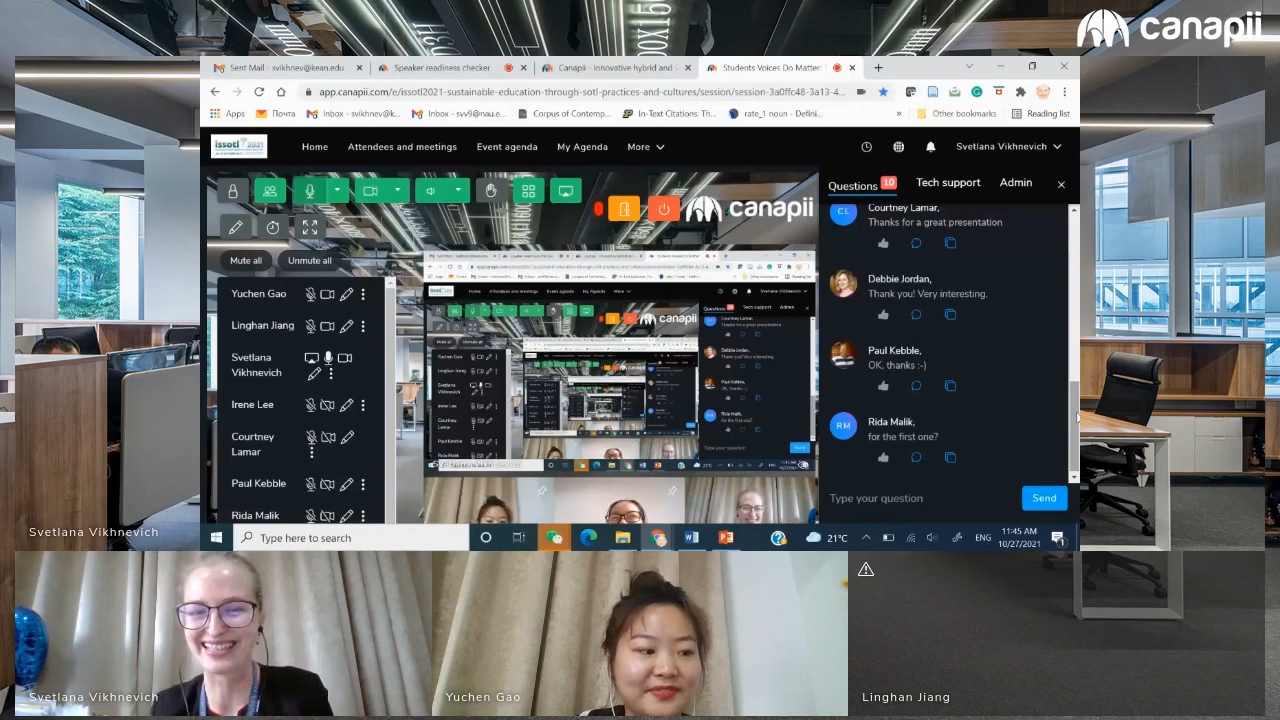 canapii
Sent Mail - svikhnev@kean.edu
Speaker readiness checker
Canapii - innovative hybrid and
Students Voices Do Matter:
app.canapii.com/e/issotl2021-sustainable-education-through-sotl-practices-and-cultures/session/session-3a0ffc48-3a13-4...
Apps
Почта
Inbox - svikhnev@k...
Inbox - svv9@nau.e...
Corpus of Contemp...
In-Text Citations: Th...
rate_1 noun - Defini...
»
Other bookmarks
Reading list
issotl 2021
Home
Attendees and meetings
Event agenda
My Agenda
More
Svetlana Vikhnevich
canapii
Mute all
Unmute all
Yuchen Gao
Linghan Jiang
Svetlana
Vikhnevich
Irene Lee
Courtney
Lamar
Paul Kebble
Rida Malik
Questions 10
Tech support
Admin
CL
Courtney Lamar,
Thanks for a great presentation
Debbie Jordan,
Thank you! Very interesting.
Paul Kebble,
OK, thanks :-)
RM
Rida Malik,
for the first one?
Type your question
Send
Type here to search
21°C
ENG
11:45 AM
10/27/2021
Svetlana Vikhnevich
Svetlana Vikhnevich
Yuchen Gao
Linghan Jiang